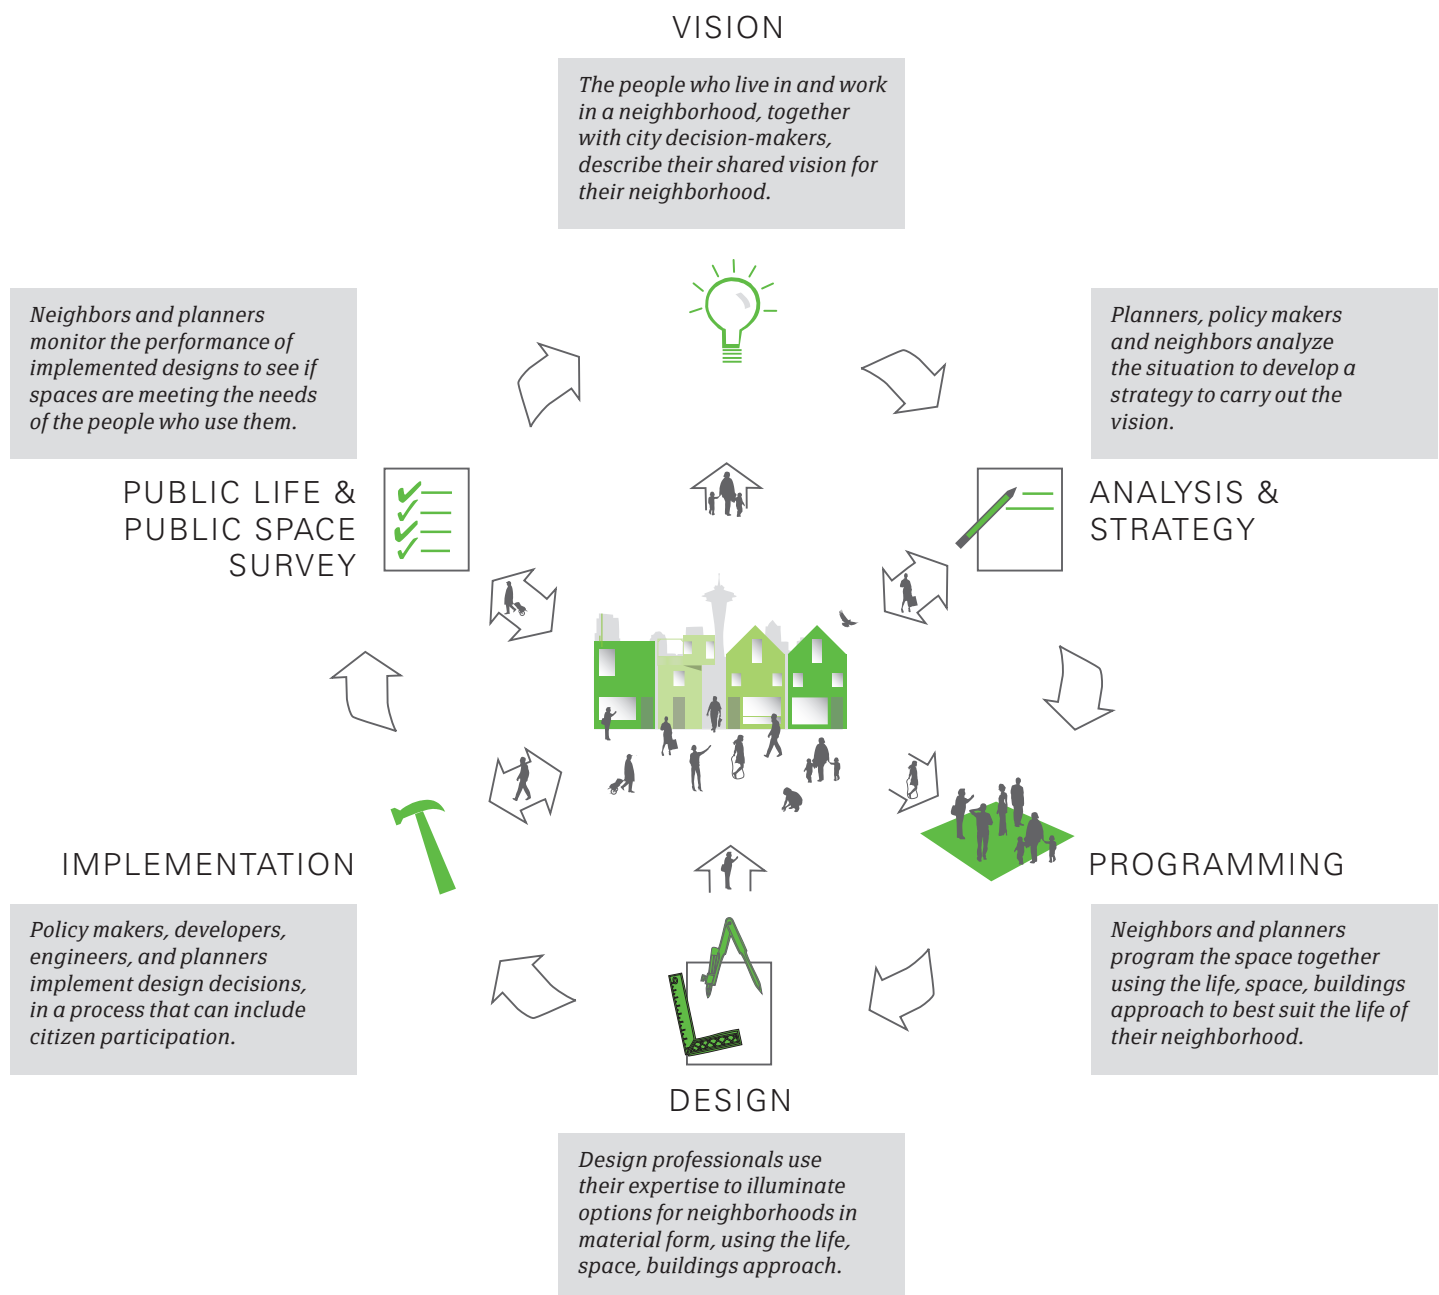 VISION
The people who live in and work
in a neighborhood, together
with city decision-makers,
describe their shared vision for
their neighborhood.
Neighbors and planners
monitor the performance of
implemented designs to see if
spaces are meeting the needs
of the people who use them.
PUBLIC LIFE &
PUBLIC SPACE
SURVEY
Planners, policy makers
and neighbors analyze
the situation to develop a
strategy to carry out the
vision.
ANALYSIS &
STRATEGY
IMPLEMENTATION
Policy makers, developers,
engineers, and planners
implement design decisions,
in a process that can include
citizen participation.
PROGRAMMING
Neighbors and planners
program the space together
using the life, space, buildings
approach to best suit the life of
their neighborhood.
DESIGN
Design professionals use
their expertise to illuminate
options for neighborhoods in
material form, using the life,
space, buildings approach.